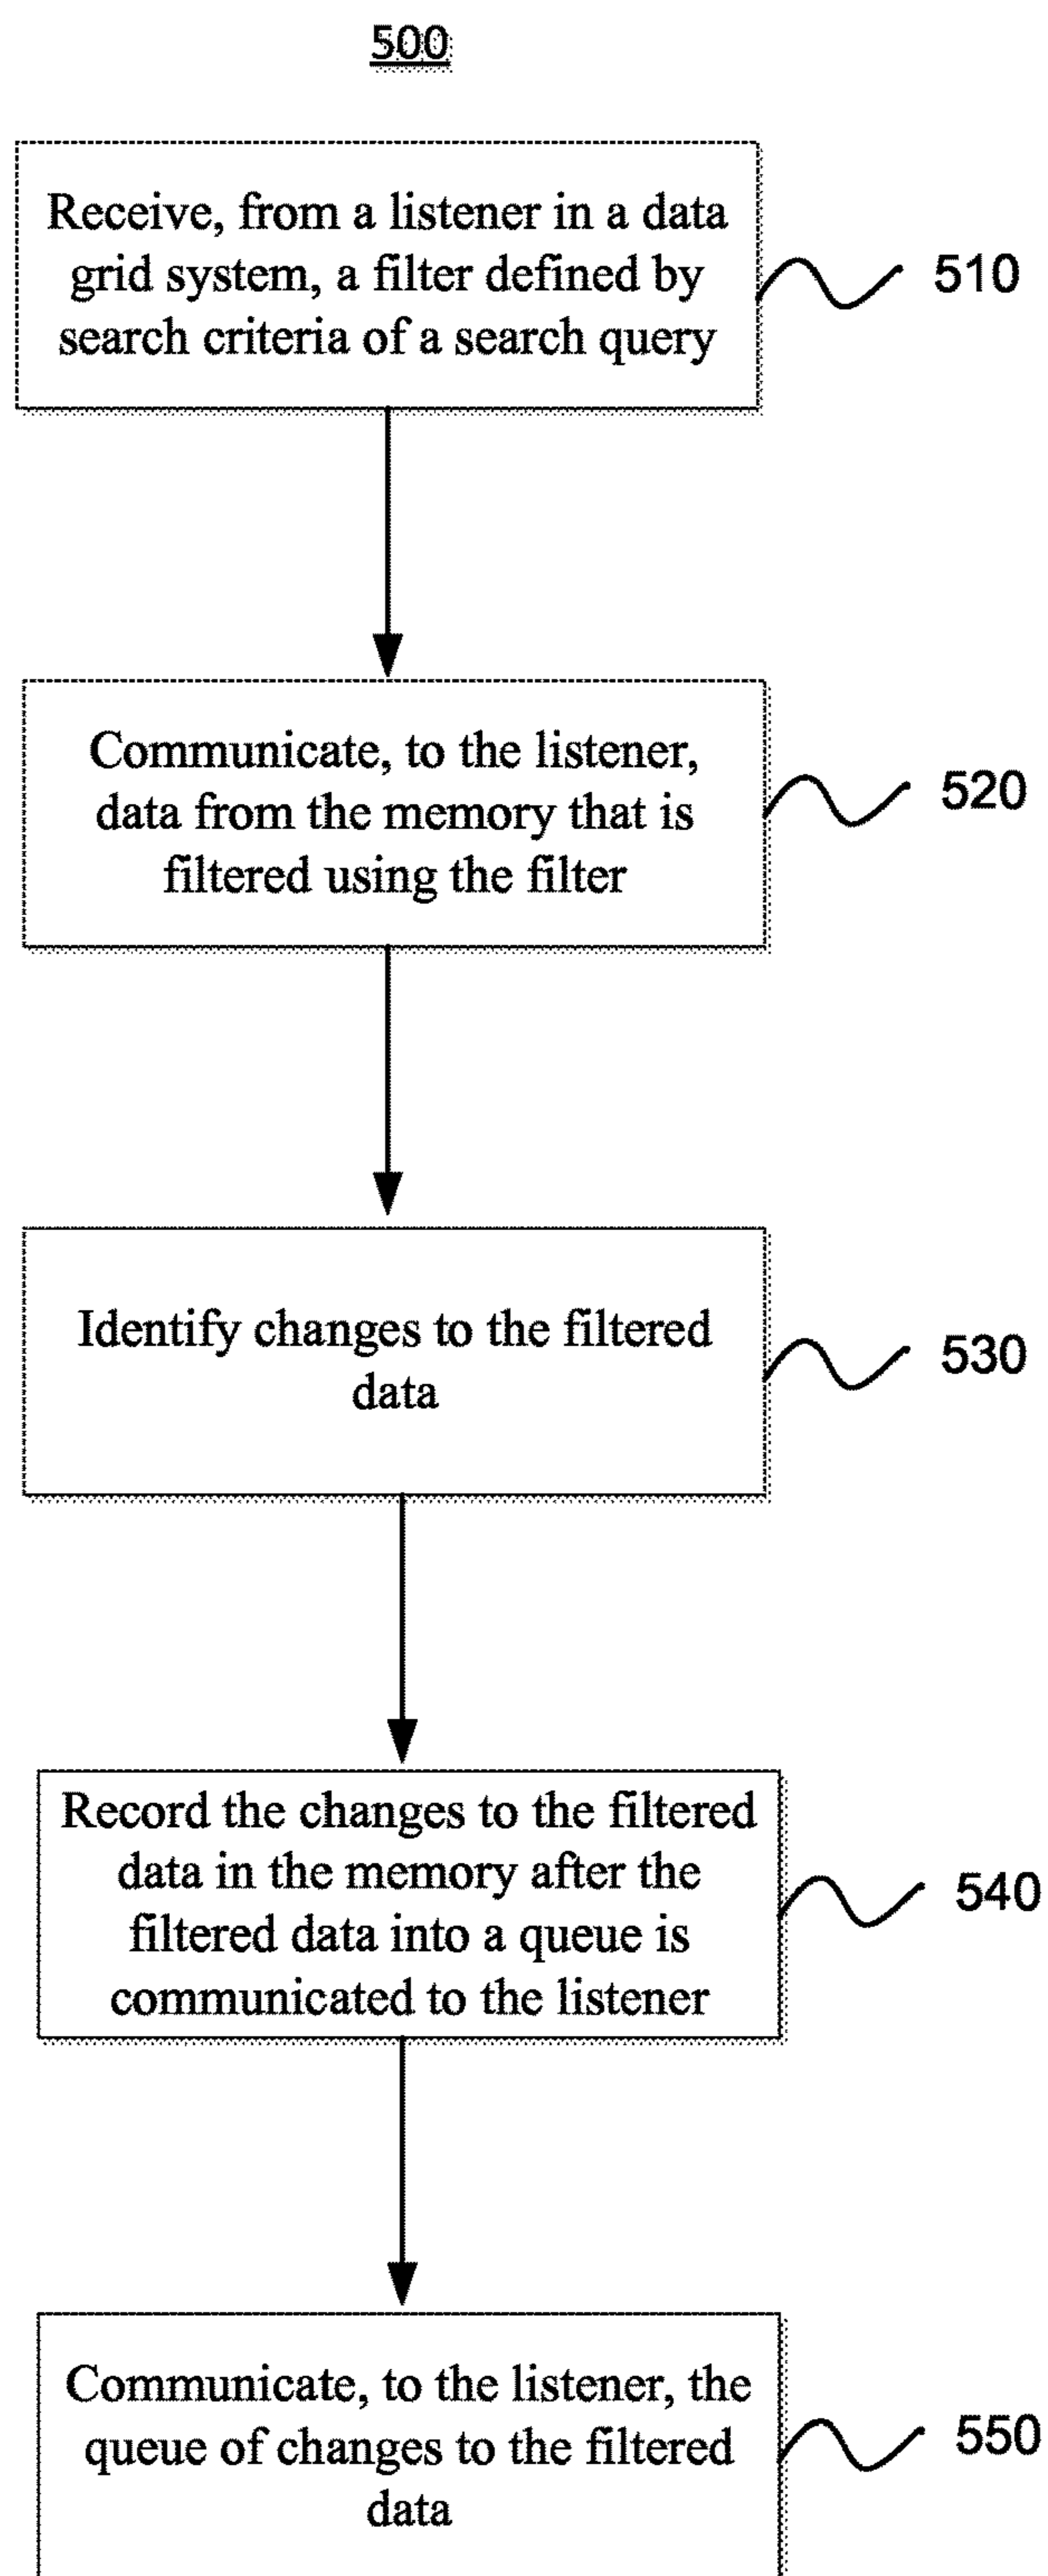 500
Receive, from a listener in a data
grid system, a filter defined by
search criteria of a search query
510
Communicate, to the listener,
data from the memory that is
filtered using the filter
520
Identify changes to the filtered
data
530
Record the changes to the filtered
data in the memory after the
filtered data into a queue is
communicated to the listener
540
Communicate, to the listener, the
queue of changes to the filtered
data
550